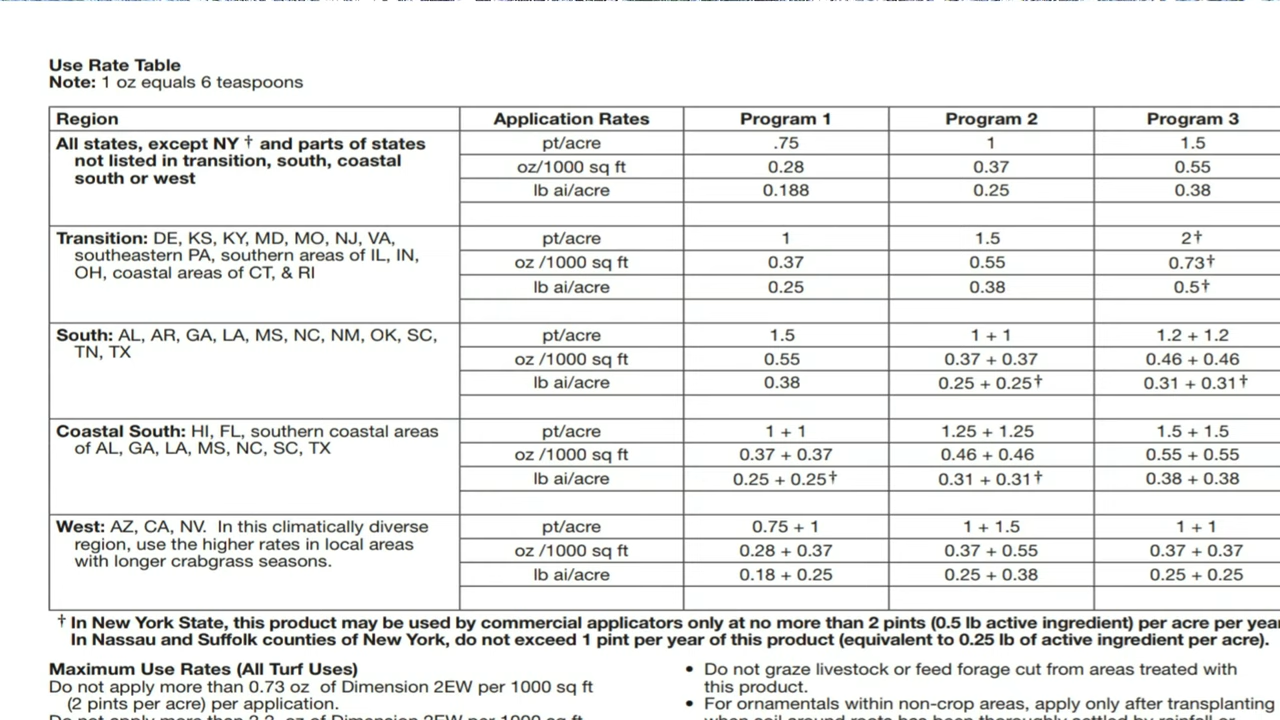 Use Rate Table
Note: 1 oz equals 6 teaspoons
Region Application Rates Program 1 Program 2 Program 3
All states, except NY † and parts of states
not listed in transition, south, coastal
south or west
pt/acre .75 1 1.5
oz/1000 sq ft 0.28 0.37 0.55
lb ai/acre 0.188 0.25 0.38
Transition: DE, KS, KY, MD, MO, NJ, VA,
southeastern PA, southern areas of IL, IN,
OH, coastal areas of CT, & RI
pt/acre 1 1.5 2†
oz /1000 sq ft 0.37 0.55 0.73†
lb ai/acre 0.25 0.38 0.5†
South: AL, AR, GA, LA, MS, NC, NM, OK, SC,
TN, TX
pt/acre 1.5 1 + 1 1.2 + 1.2
oz /1000 sq ft 0.55 0.37 + 0.37 0.46 + 0.46
lb ai/acre 0.38 0.25 + 0.25† 0.31 + 0.31†
Coastal South: HI, FL, southern coastal areas
of AL, GA, LA, MS, NC, SC, TX
pt/acre 1 + 1 1.25 + 1.25 1.5 + 1.5
oz /1000 sq ft 0.37 + 0.37 0.46 + 0.46 0.55 + 0.55
lb ai/acre 0.25 + 0.25† 0.31 + 0.31† 0.38 + 0.38
West: AZ, CA, NV. In this climatically diverse
region, use the higher rates in local areas
with longer crabgrass seasons.
pt/acre 0.75 + 1 1 + 1.5 1 + 1
oz /1000 sq ft 0.28 + 0.37 0.37 + 0.55 0.37 + 0.37
lb ai/acre 0.18 + 0.25 0.25 + 0.38 0.25 + 0.25
† In New York State, this product may be used by commercial applicators only at no more than 2 pints (0.5 lb active ingredient) per acre per
In Nassau and Suffolk counties of New York, do not exceed 1 pint per year of this product (equivalent to 0.25 lb of active ingredient per acre).
Maximum Use Rates (All Turf Uses)
Do not apply more than 0.73 oz of Dimension 2EW per 1000 sq ft
(2 pints per acre) per application.
• Do not graze livestock or feed forage cut from areas treated with
this product.
• For ornamentals within non-crop areas, apply only after transplanting